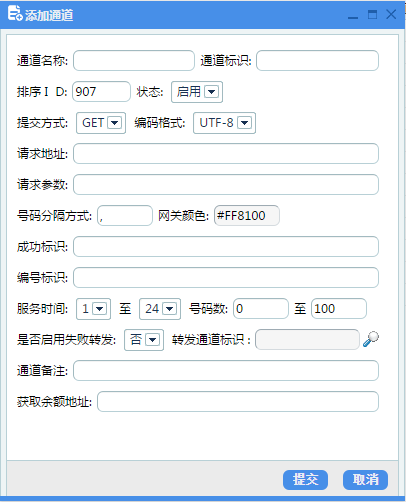 添加通道
通道名称: 通道标识:
排序I D: 907 状态: 启用
提交方式: GET 编码格式: UTF-8
请求地址:
请求参数:
号码分隔方式: , 网关颜色: #FF8100
成功标识:
编号标识:
服务时间: 1 至 24 号码数: 0 至 100
是否启用失败转发: 否 转发通道标识:
通道备注:
获取余额地址:
提交 取消